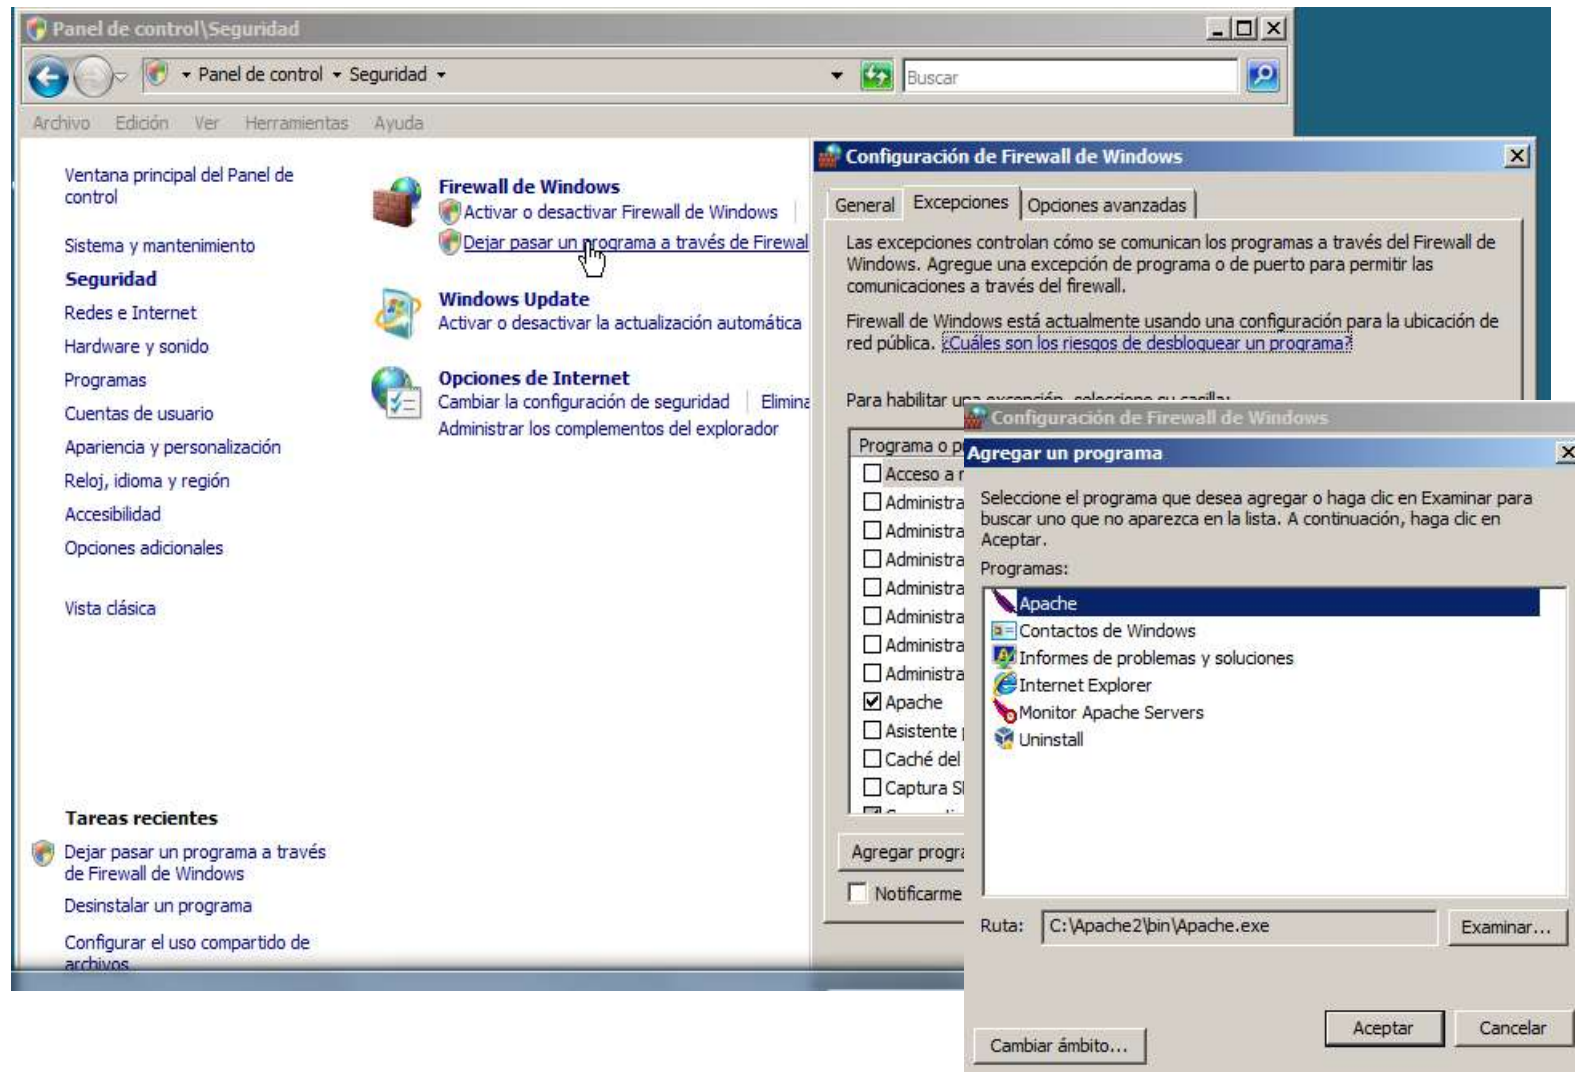 Panel de control\Seguridad
Panel de control Seguridad
Buscar
Archivo Edición Ver Herramientas Ayuda
Ventana principal del Panel de
control
Sistema y mantenimiento
Seguridad
Redes e Internet
Hardware y sonido
Programas
Cuentas de usuario
Apariencia y personalización
Reloj, idioma y región
Accesibilidad
Opciones adicionales
Vista clásica
Tareas recientes
Dejar pasar un programa a través
de Firewall de Windows
Desinstalar un programa
Configurar el uso compartido de
archivos
Firewall de Windows
Activar o desactivar Firewall de Windows
Dejar pasar un programa a través de Firewal
Windows Update
Activar o desactivar la actualización automática
Opciones de Internet
Cambiar la configuración de seguridad Elimina
Administrar los complementos del explorador
Configuración de Firewall de Windows
General Excepciones Opciones avanzadas
Las excepciones controlan cómo se comunican los programas a través del Firewall de
Windows. Agregue una excepción de programa o de puerto para permitir las
comunicaciones a través del firewall.
Firewall de Windows está actualmente usando una configuración para la ubicación de
red pública. ¿Cuáles son los riesgos de desbloquear un programa?
Para habilitar una excepción, seleccione su casilla:
Programa o p
Acceso a r
Administra
Administra
Administra
Administra
Administra
Administra
Administra
Apache
Asistente
Caché del
Captura S
Agregar progra
Notificarme
Configuración de Firewall de Windows
Agregar un programa
Seleccione el programa que desea agregar o haga clic en Examinar para
buscar uno que no aparezca en la lista. A continuación, haga clic en
Aceptar.
Programas:
Apache
Contactos de Windows
Informes de problemas y soluciones
Internet Explorer
Monitor Apache Servers
Uninstall
Ruta: C:\Apache2\bin\Apache.exe Examinar...
Aceptar Cancelar
Cambiar ámbito...